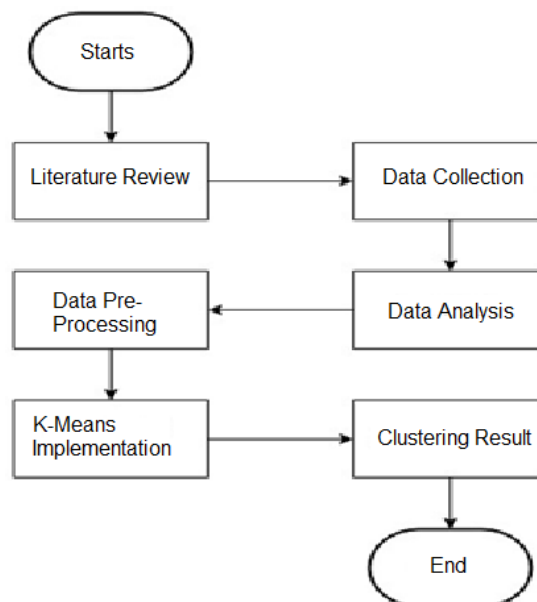 Starts
Literature Review
Data Collection
Data Analysis
Data Pre-
Processing
K-Means
Implementation
Clustering Result
End